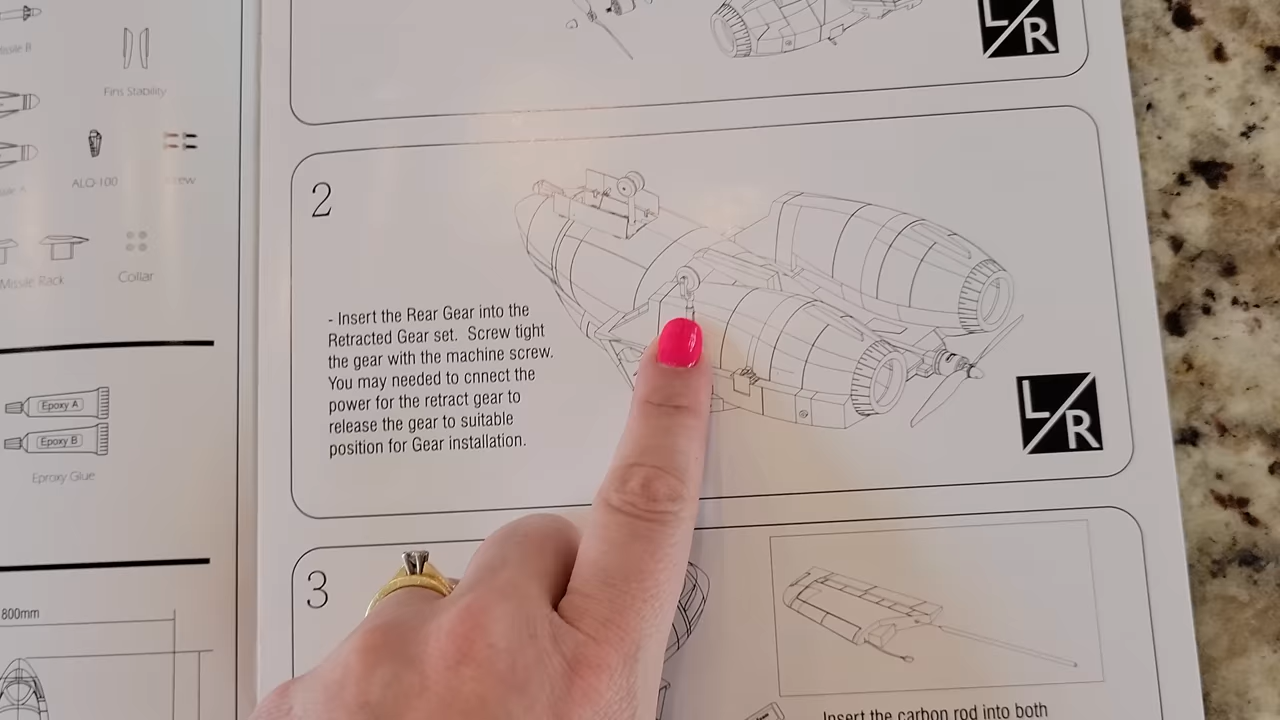 Fins Stability
ALQ-100
Missile Rack
Collar
Epoxy A
Epoxy B
Eproxy Glue
800mm
L/R
2
- Insert the Rear Gear into the
Retracted Gear set. Screw tight
the gear with the machine screw.
You may needed to cnnect the
power for the retract gear to
release the gear to suitable
position for Gear installation.
L/R
3
Insert the carbon rod into both